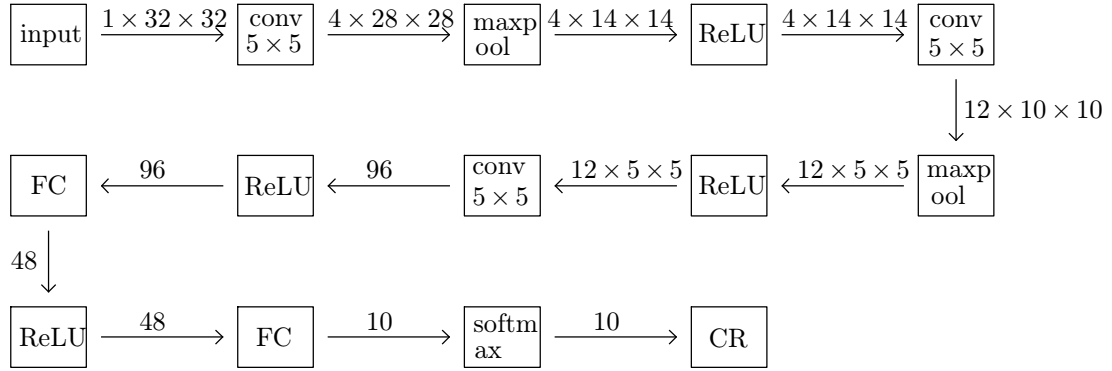 input
1 × 32 × 32
conv
5 × 5
4 × 28 × 28
maxp
ool
4 × 14 × 14
ReLU
4 × 14 × 14
conv
5 × 5
12 × 10 × 10
maxp
ool
12 × 5 × 5
ReLU
12 × 5 × 5
conv
5 × 5
96
ReLU
96
FC
48
ReLU
48
FC
10
softm
ax
10
CR